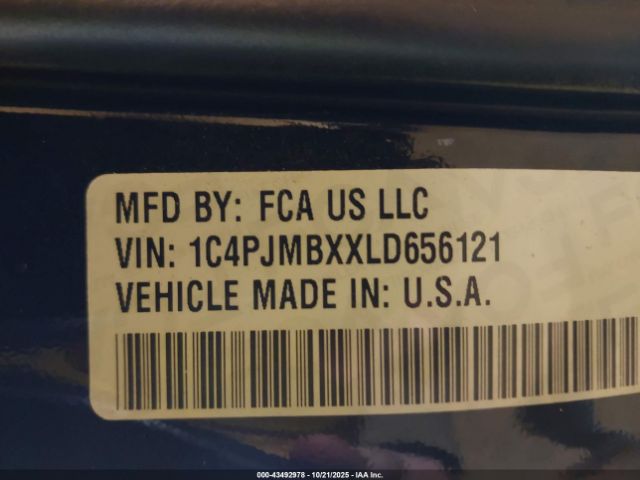 MFD BY: FCA US LLC
VIN: 1C4PJMBXXLD656121
VEHICLE MADE IN: U.S.A.
000-43492978 - 10/21/2025 - IAA Inc.